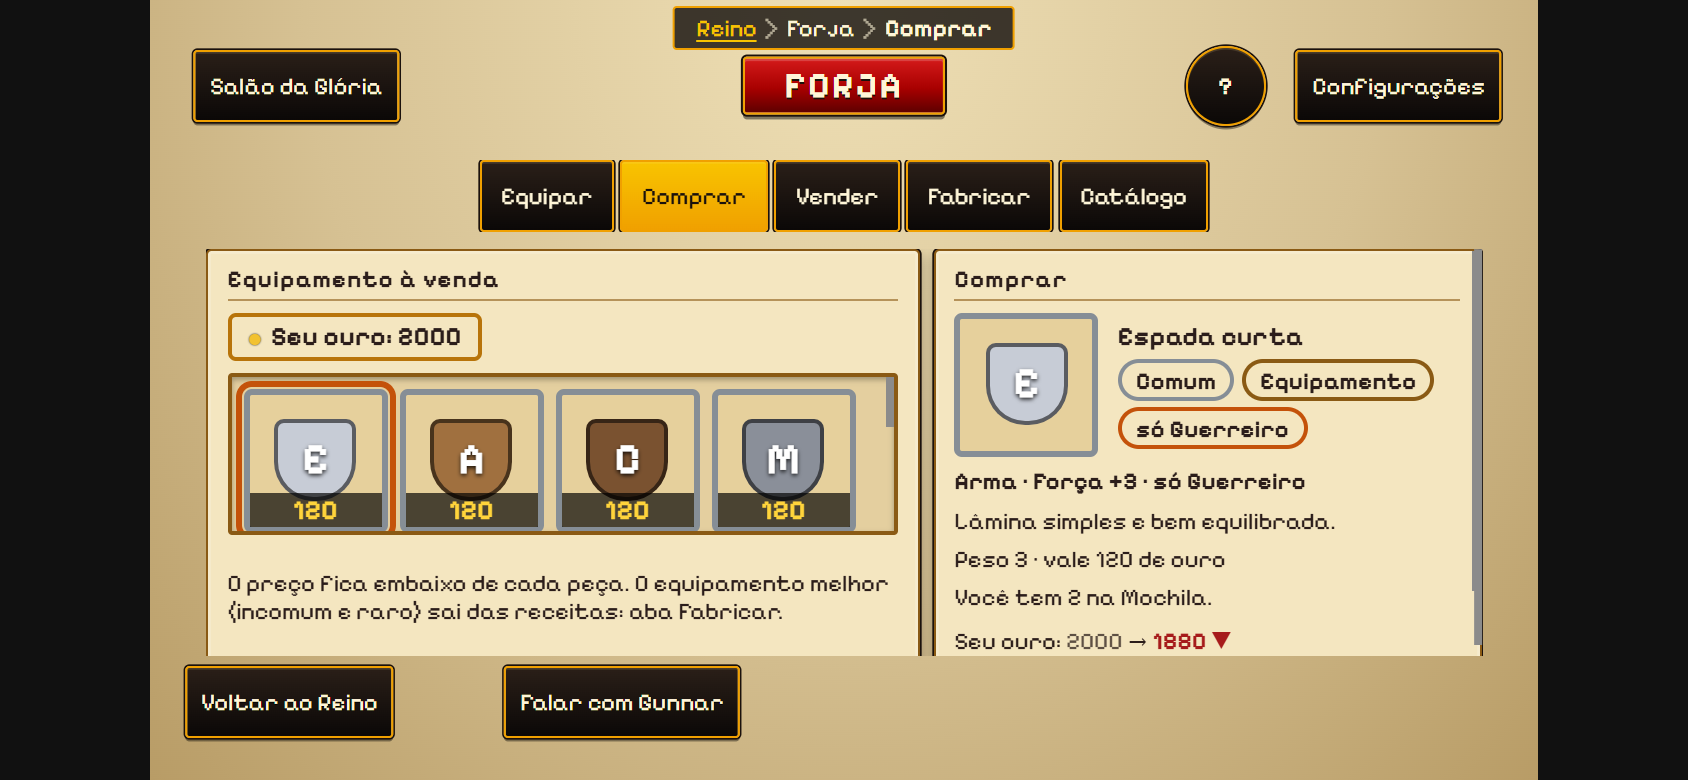 Reino > Forja > Comprar
Salão da Glória
FORJA
?
Configurações
Equipar
Comprar
Vender
Fabricar
Catálogo
Equipamento à venda
Seu ouro: 2000
E
A
C
M
120
120
120
120
O preço fica embaixo de cada peça. O equipamento melhor
(incomum e raro) sai das receitas: aba Fabricar.
Comprar
E
Espada curta
Comum
Equipamento
só Guerreiro
Arma · Força +3 · só Guerreiro
Lâmina simples e bem equilibrada.
Peso 3 · vale 120 de ouro
Você tem 2 na Mochila.
Seu ouro: 2000 → 1880 ▼
Voltar ao Reino
Falar com Gunnar